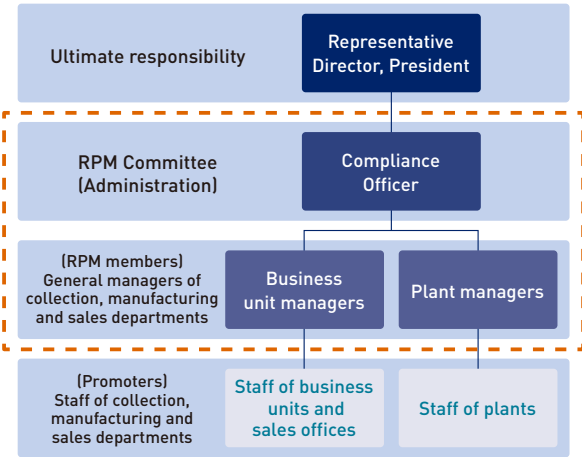 Ultimate responsibility
Representative
Director, President
RPM Committee
(Administration)
Compliance
Officer
(RPM members)
General managers of
collection, manufacturing
and sales departments
Business
unit managers
Plant managers
(Promoters)
Staff of collection,
manufacturing and
sales departments
Staff of business
units and
sales offices
Staff of plants